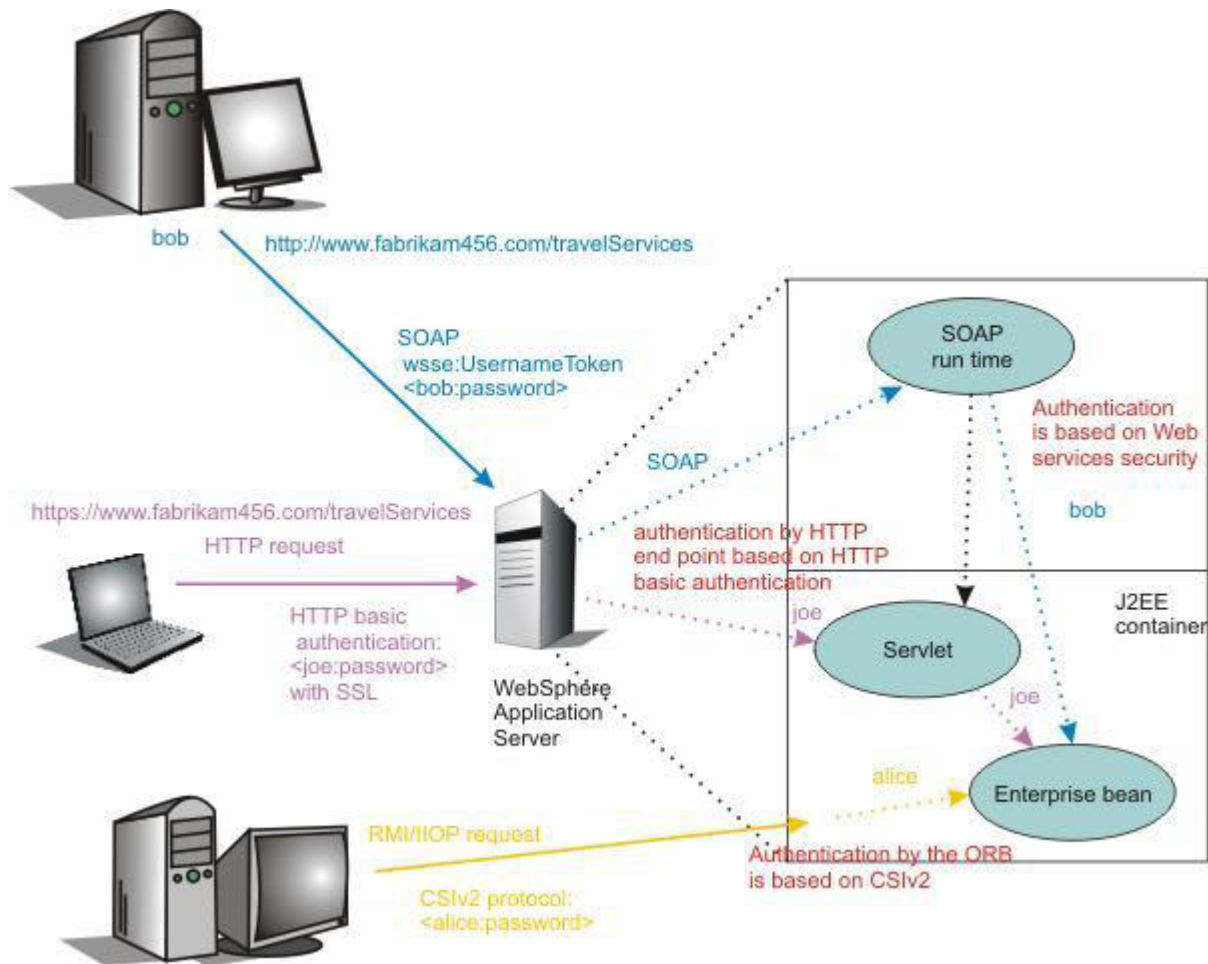 bob
http://www.fabrikam456.com/travelServices
SOAP
wsse:UsernameToken
<bob:password>
SOAP
run time
Authentication
is based on Web
services security
SOAP
bob
https://www.fabrikam456.com/travelServices
HTTP request
authentication by HTTP
end point based on HTTP
basic authentication
HTTP basic
authentication:
<joe:password>
with SSL
joe
J2EE
container
Servlet
WebSphere
Application
Server
joe
alice
Enterprise bean
RMI/IIOP request
Authentication by the ORB
is based on CSIv2
CSIv2 protocol:
<alice:password>